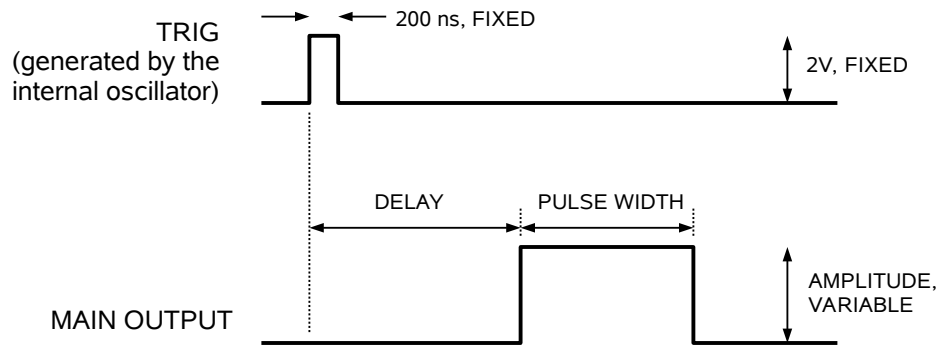 200 ns, FIXED
TRIG
(generated by the
internal oscillator)
2V, FIXED
DELAY
PULSE WIDTH
AMPLITUDE,
VARIABLE
MAIN OUTPUT